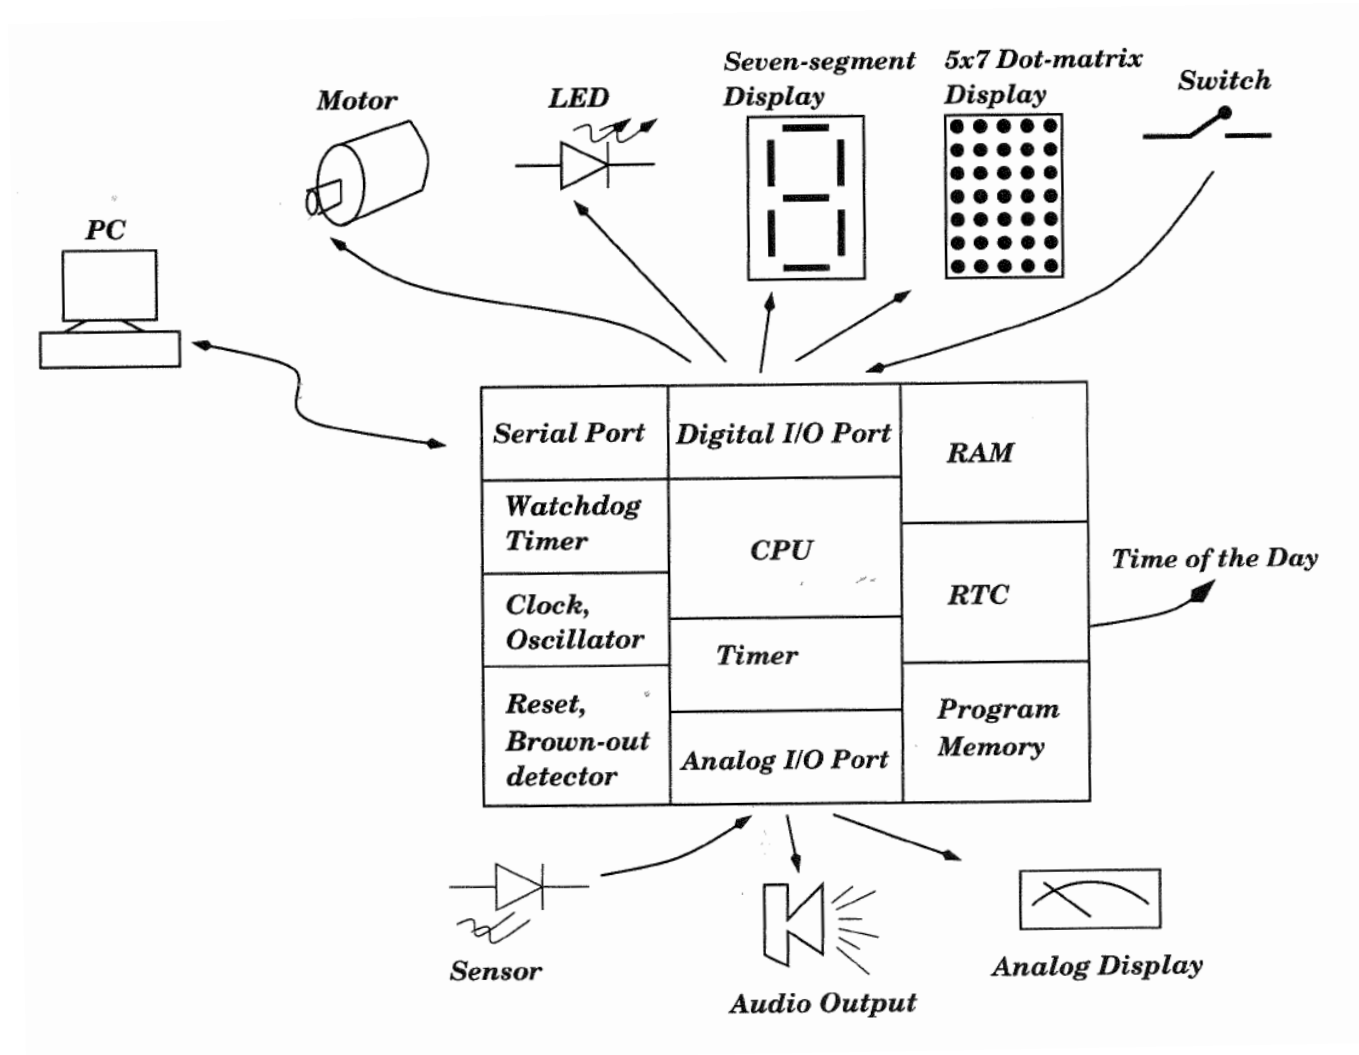 Seven-segment
Display
5x7 Dot-matrix
Display
Switch
Motor
LED
PC
Serial Port
Digital I/O Port
RAM
Watchdog
Timer
CPU
Time of the Day
Clock,
Oscillator
RTC
Timer
Reset,
Brown-out
detector
Analog I/O Port
Program
Memory
Sensor
Audio Output
Analog Display